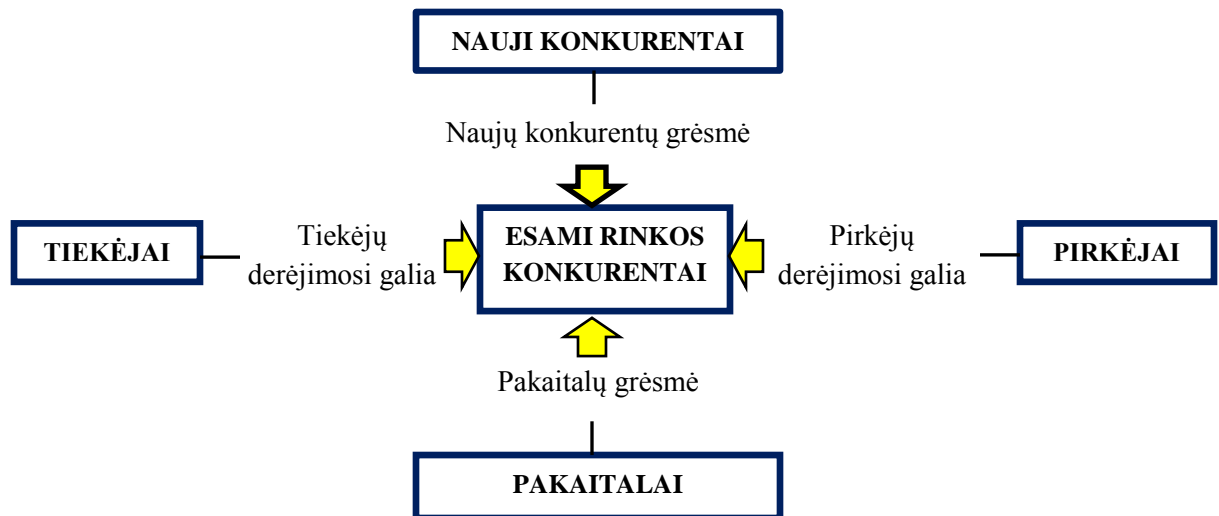 NAUJI KONKURENTAI
Naujų konkurentų grėsmė
TIEKĖJAI
Tiekėjų
derėjimosi galia
ESAMI RINKOS
KONKURENTAI
Pirkėjų
derėjimosi galia
PIRKĖJAI
Pakaitalų grėsmė
PAKAITALAI